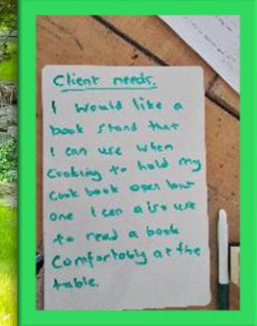 Client needs.
I would like a
book stand that
I can use when
cooking to hold my
cook book open but
one I can also use
to read a book
comfortably at the
table.